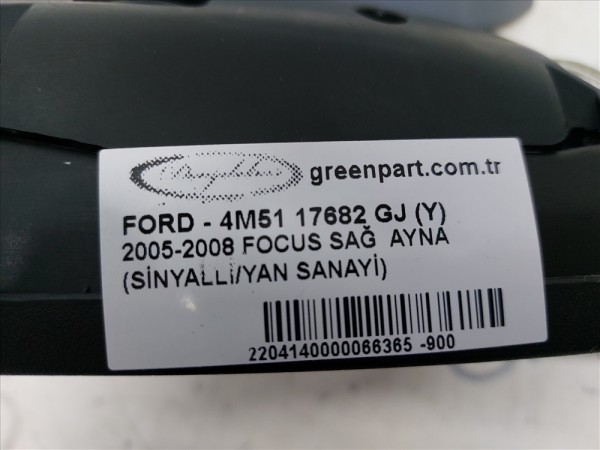 greenpart.com.tr
FORD - 4M51 17682 GJ (Y)
2005-2008 FOCUS SAĞ AYNA
(SİNYALLİ/YAN SANAYİ)
2204140000066365 -900